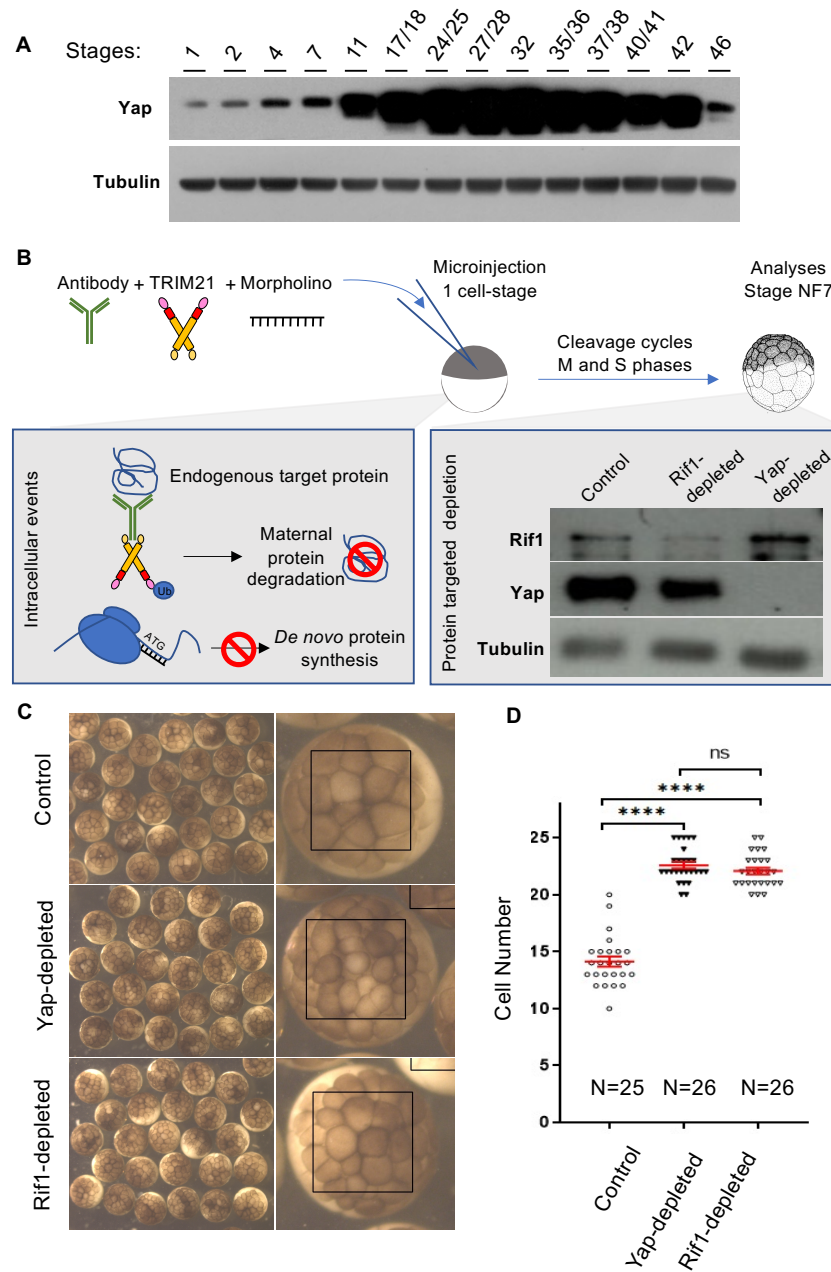 A
Stages:
1 2 4 7 11 17/18 24/25 27/28 32 35/36 37/38 40/41 42 46
Yap
Tubulin
B
Antibody + TRIM21 + Morpholino
Microinjection
1 cell-stage
Analyses
Stage NF7
Cleavage cycles
M and S phases
Intracellular events
Endogenous target protein
Maternal
protein
degradation
Ub
ATG
De novo protein
synthesis
Protein targeted depletion
Control
Rif1-
depleted
Yap-
depleted
Rif1
Yap
Tubulin
C
Control
Yap-depleted
Rif1-depleted
D
ns
****
****
Cell Number
25
20
15
10
5
0
N=25 N=26 N=26
Control
Yap-depleted
Rif1-depleted